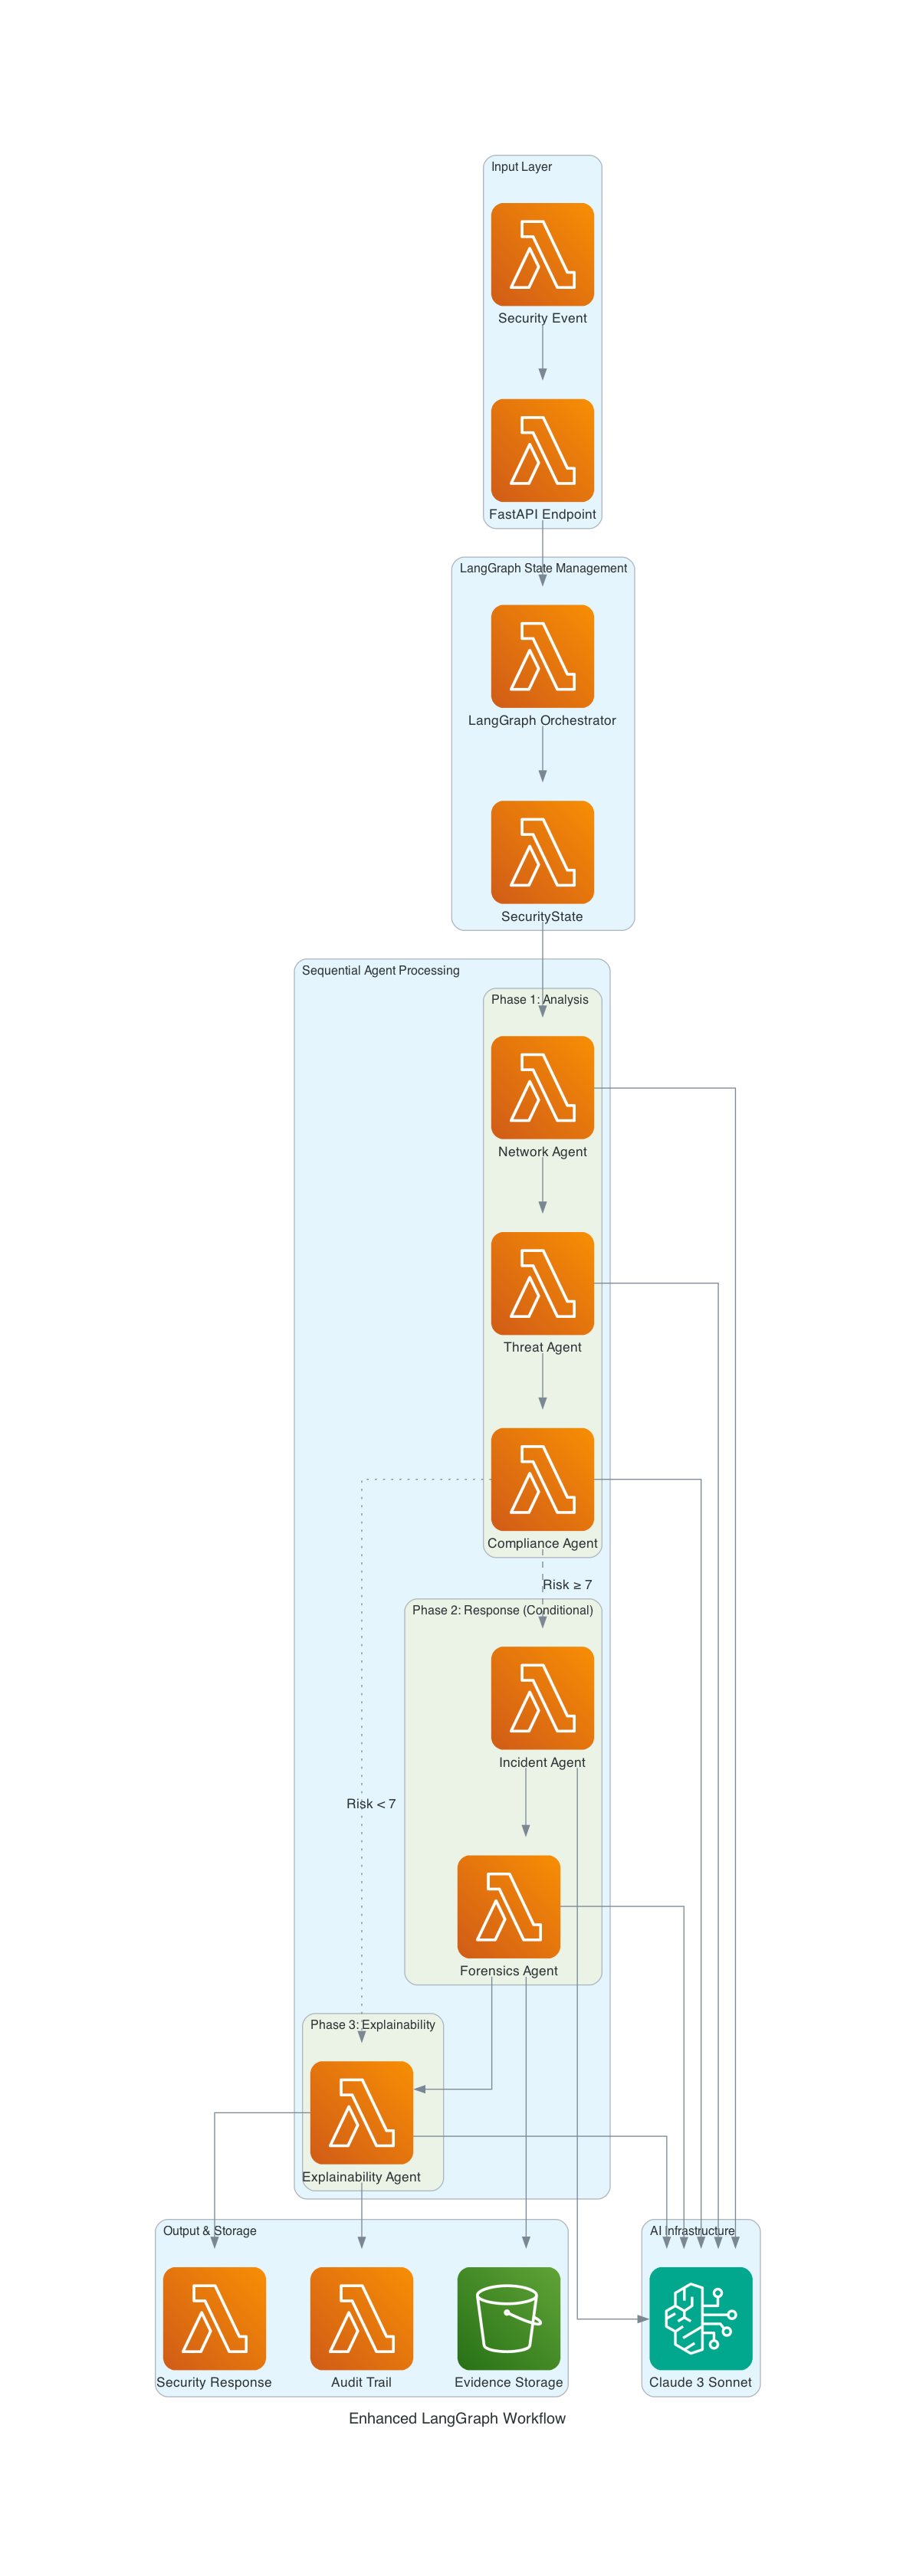 Input Layer
Security Event
FastAPI Endpoint
LangGraph State Management
LangGraph Orchestrator
SecurityState
Sequential Agent Processing
Phase 1: Analysis
Network Agent
Threat Agent
Compliance Agent
Risk ≥ 7
Phase 2: Response (Conditional)
Incident Agent
Risk < 7
Forensics Agent
Phase 3: Explainability
Explainability Agent
Output & Storage
AI Infrastructure
Security Response
Audit Trail
Evidence Storage
Claude 3 Sonnet
Enhanced LangGraph Workflow